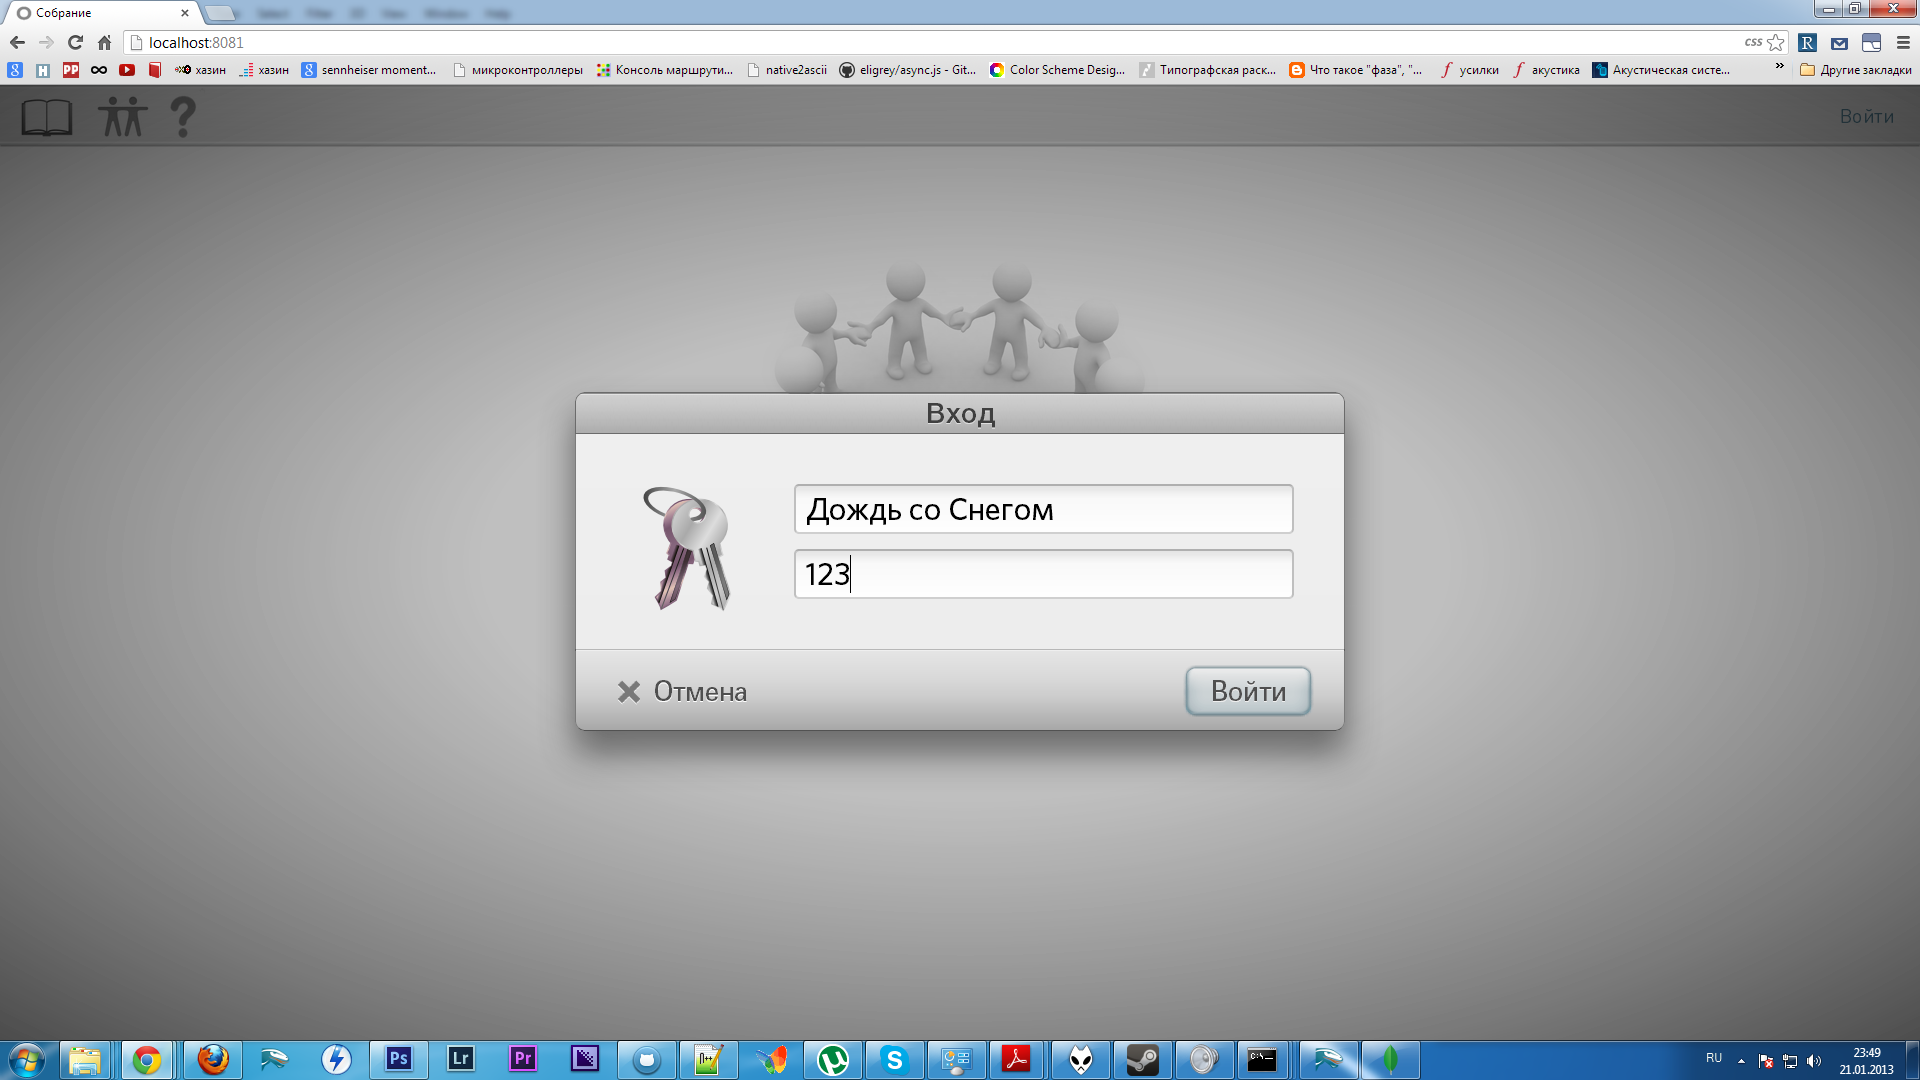 Собрание
localhost:8081
css
хазин
хазин
sennheiser moment...
микроконтроллеры
Консоль маршрути...
native2ascii
eligrey/async.js - Git...
Color Scheme Desig...
Типографская раск...
Что такое "фаза", "...
усилки
акустика
Акустическая систе...
»
Другие закладки
?
Войти
Вход
Дождь со Снегом
123
Отмена
Войти
Ps
Lr
Pr
RU
23:49
21.01.2013